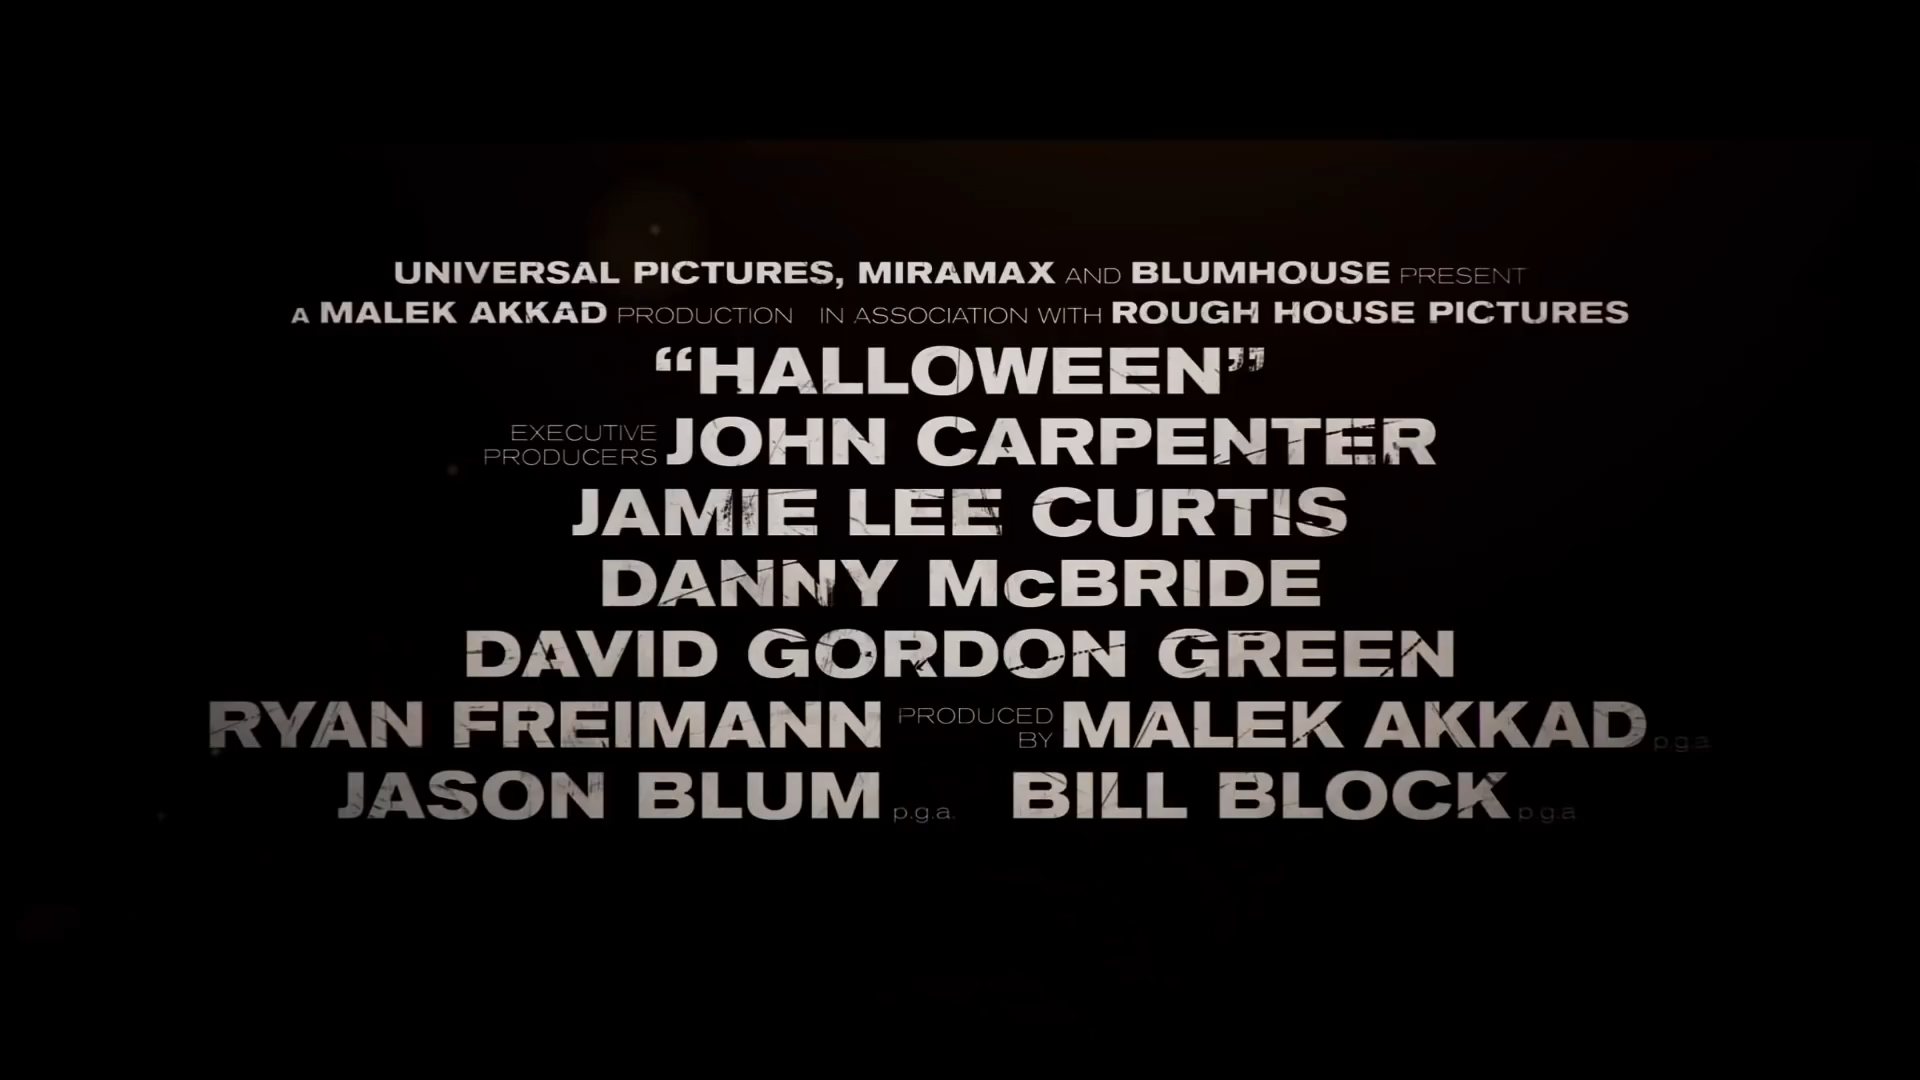 UNIVERSAL PICTURES, MIRAMAX AND BLUMHOUSE PRESENT
A MALEK AKKAD PRODUCTION IN ASSOCIATION WITH ROUGH HOUSE PICTURES
“HALLOWEEN”
EXECUTIVE PRODUCERS JOHN CARPENTER
JAMIE LEE CURTIS
DANNY McBRIDE
DAVID GORDON GREEN
RYAN FREIMANN PRODUCED BY MALEK AKKAD p.g.a.
JASON BLUM p.g.a. BILL BLOCK p.g.a.